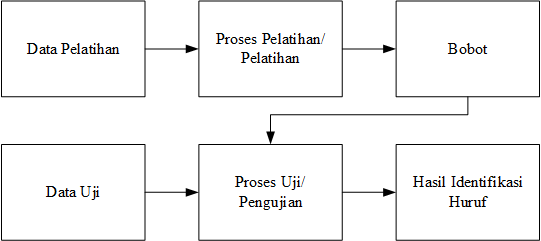 Data Pelatihan
Proses Pelatihan/
Pelatihan
Bobot
Data Uji
Proses Uji/
Pengujian
Hasil Identifikasi
Huruf